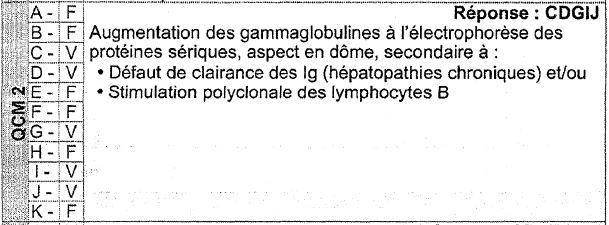 QCM 2
A - F
B - F
C - V
D - V
E - F
F - F
G - V
H - F
I - V
J - V
K - F
Réponse : CDGIJ
Augmentation des gammaglobulines à l'électrophorèse des
protéines sériques, aspect en dôme, secondaire à :
• Défaut de clairance des Ig (hépatopathies chroniques) et/ou
• Stimulation polyclonale des lymphocytes B